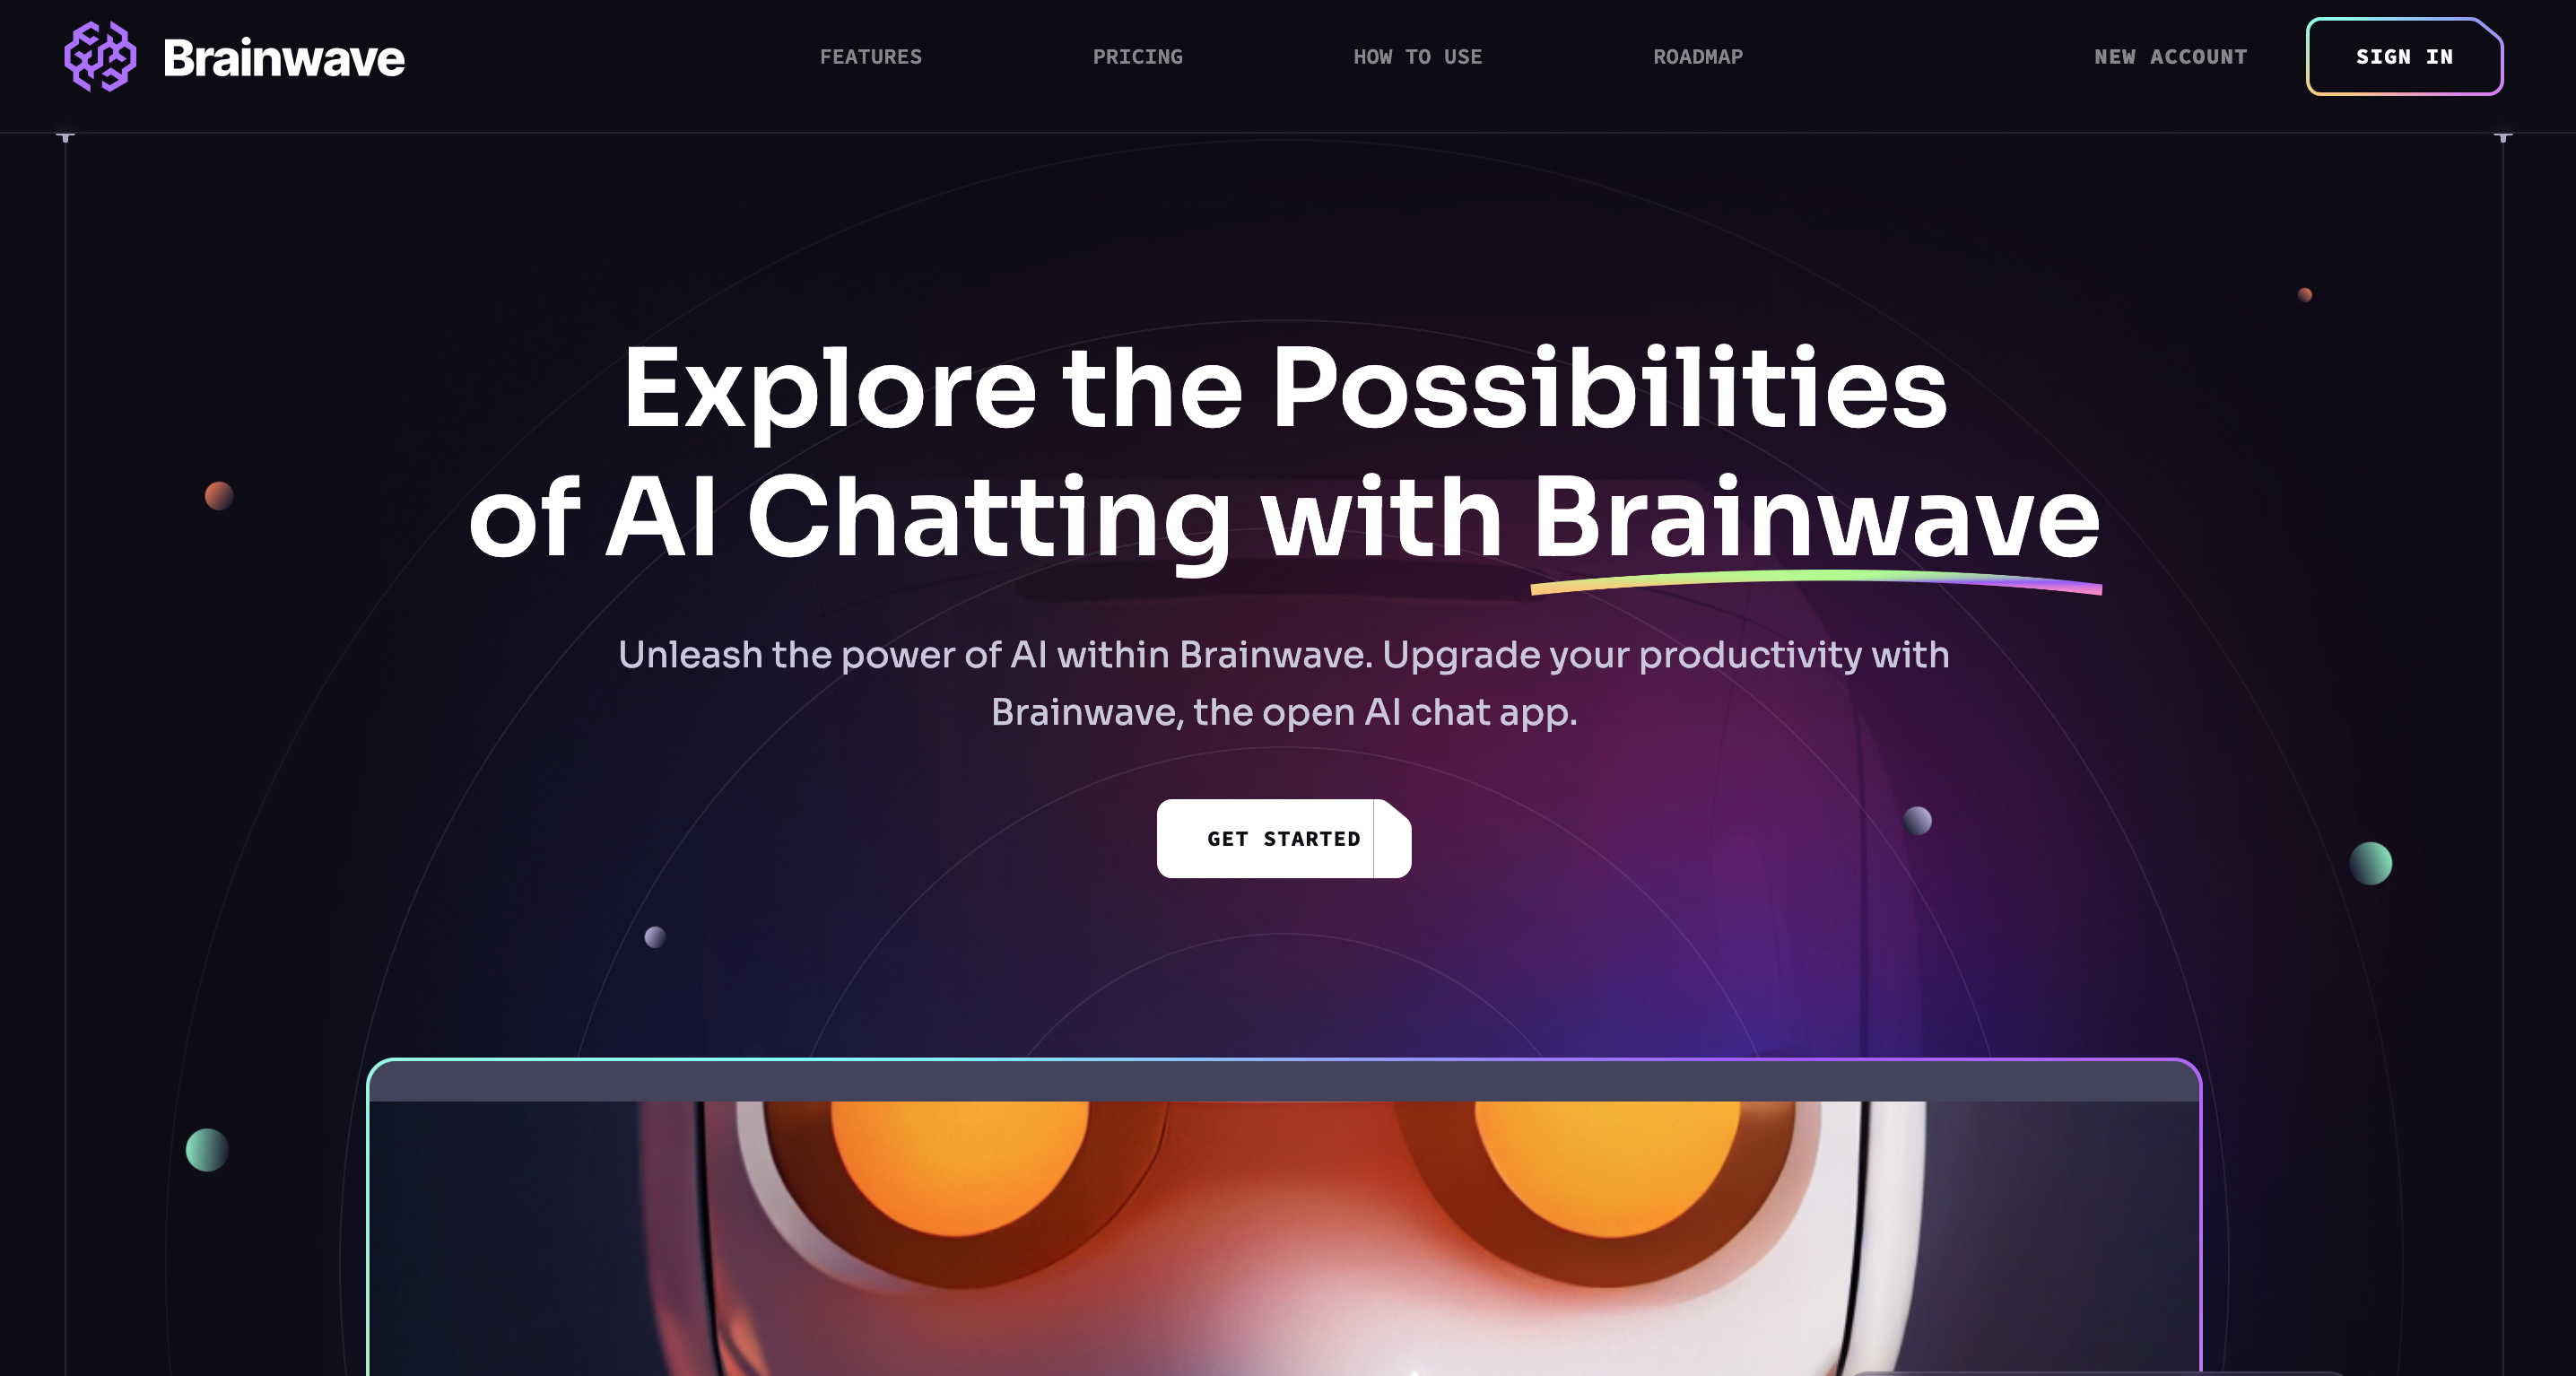 Brainwave
FEATURES
PRICING
HOW TO USE
ROADMAP
NEW ACCOUNT
SIGN IN
Explore the Possibilities
of AI Chatting with Brainwave
Unleash the power of AI within Brainwave. Upgrade your productivity with
Brainwave, the open AI chat app.
GET STARTED